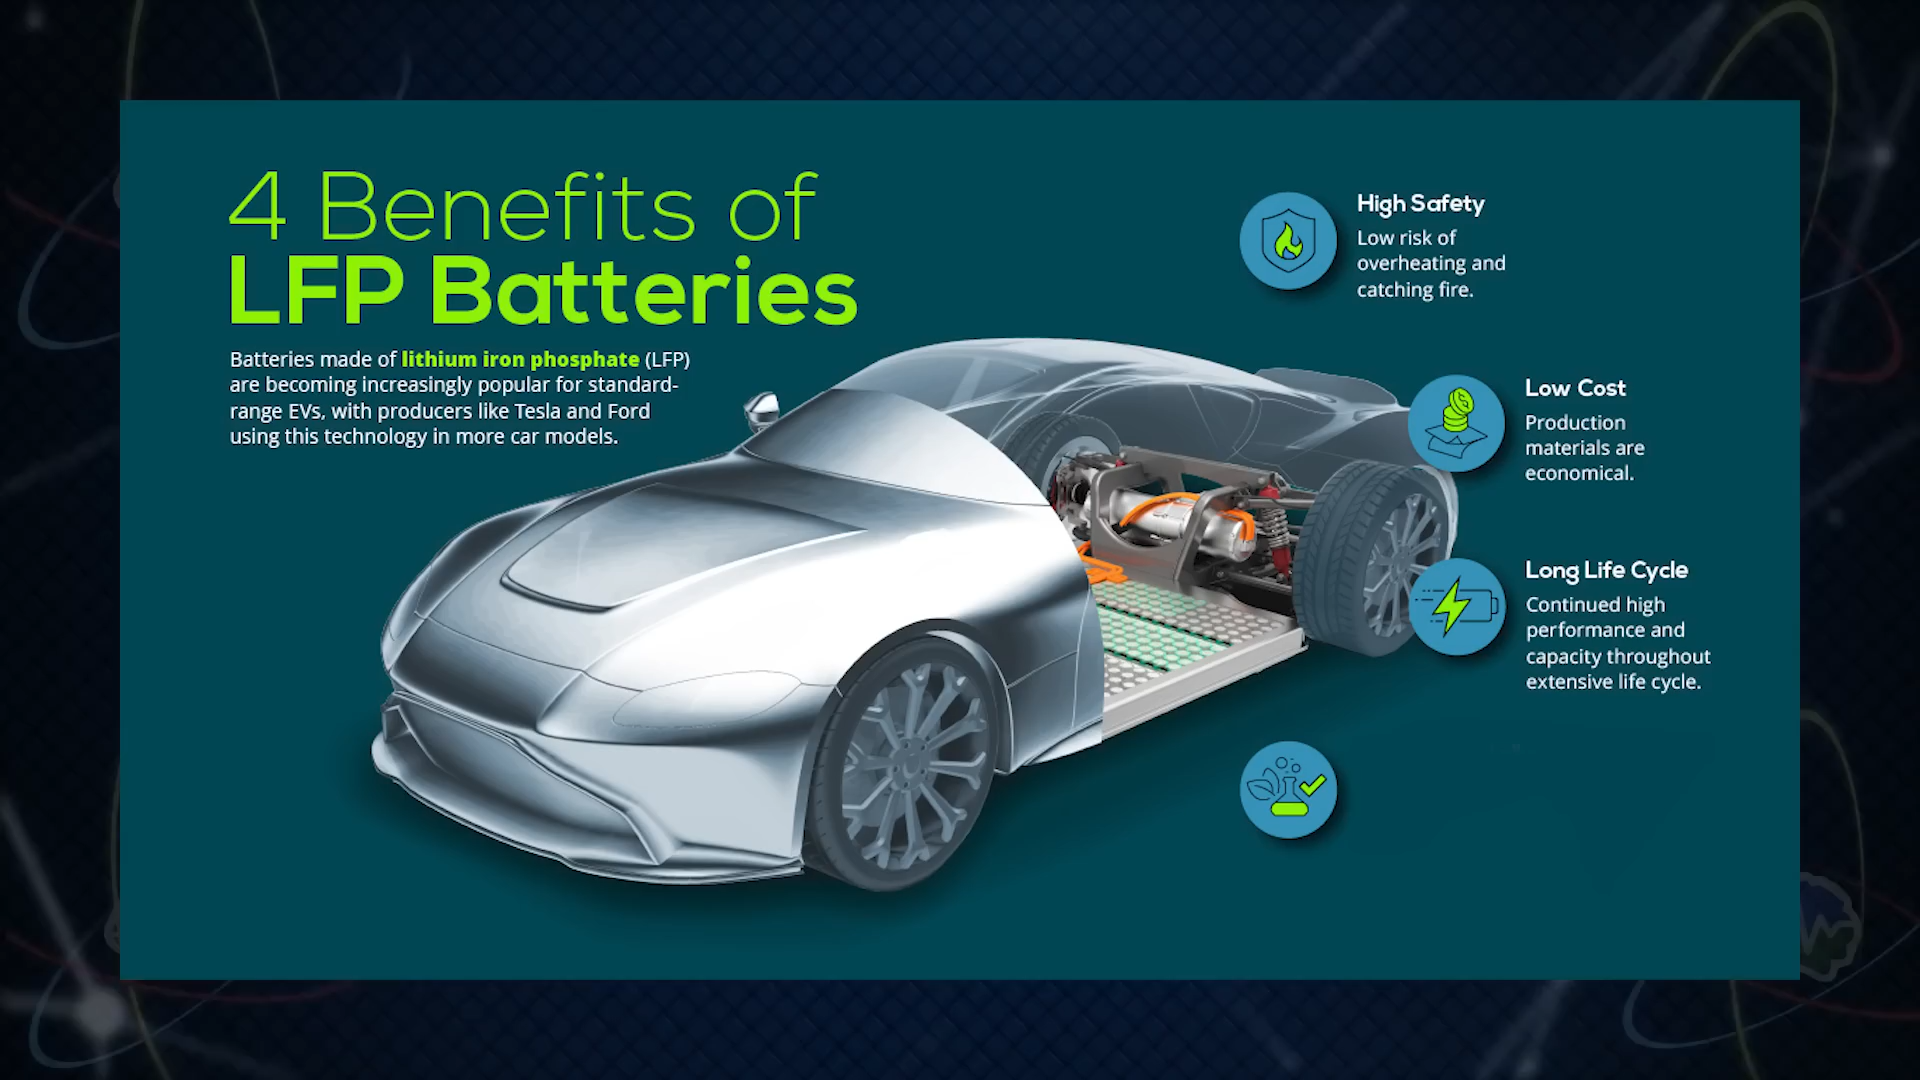 4 Benefits of
LFP Batteries
Batteries made of lithium iron phosphate (LFP)
are becoming increasingly popular for standard-
range EVs, with producers like Tesla and Ford
using this technology in more car models.
High Safety
Low risk of
overheating and
catching fire.
Low Cost
Production
materials are
economical.
Long Life Cycle
Continued high
performance and
capacity throughout
extensive life cycle.